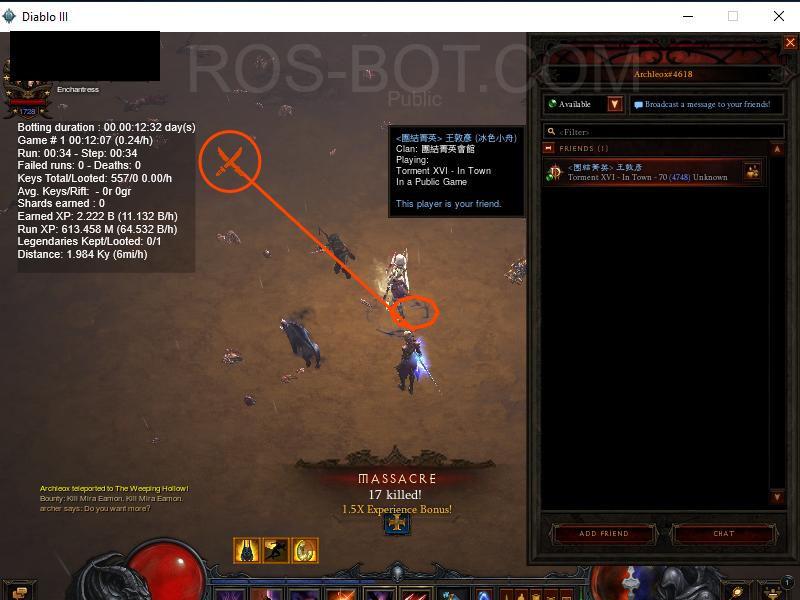 Diablo III
ROS-BOT.COM
Public
Enchantress
1728
Botting duration : 00.00:12:32 day(s)
Game # 1 00:12:07 (0.24/h)
Run: 00:34 - Step: 00:34
Failed runs: 0 - Deaths: 0
Keys Total/Looted: 557/0 0.00/h
Avg. Keys/Rift: - 0r 0gr
Shards earned : 0
Earned XP: 2.222 B (11.132 B/h)
Run XP: 613.458 M (64.532 B/h)
Legendaries Kept/Looted: 0/1
Distance: 1.984 Ky (6mi/h)
<團結菁英> 王敦彥 (冰色小舟)
Clan: 團結菁英會館
Playing:
Torment XVI - In Town
In a Public Game
This player is your friend.
Archleox#4618
Available
Broadcast a message to your friends!
<Filter>
FRIENDS (1)
<團結菁英> 王敦彥
Torment XVI - In Town - 70 (4748) Unknown
MASSACRE
17 killed!
1.5X Experience Bonus!
Archleox teleported to The Weeping Hollow!
Bounty: Kill Mira Eamon. Kill Mira Eamon.
archer says: Do you want more?
ADD FRIEND
CHAT
1